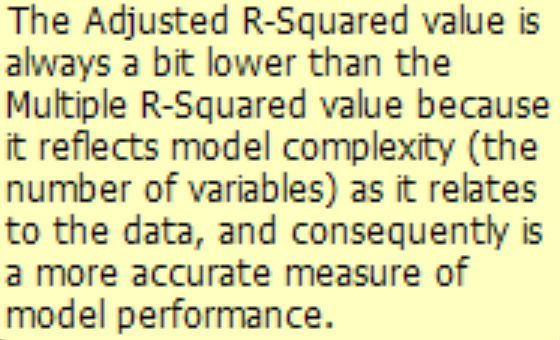 The Adjusted R-Squared value is
always a bit lower than the
Multiple R-Squared value because
it reflects model complexity (the
number of variables) as it relates
to the data, and consequently is
a more accurate measure of
model performance.